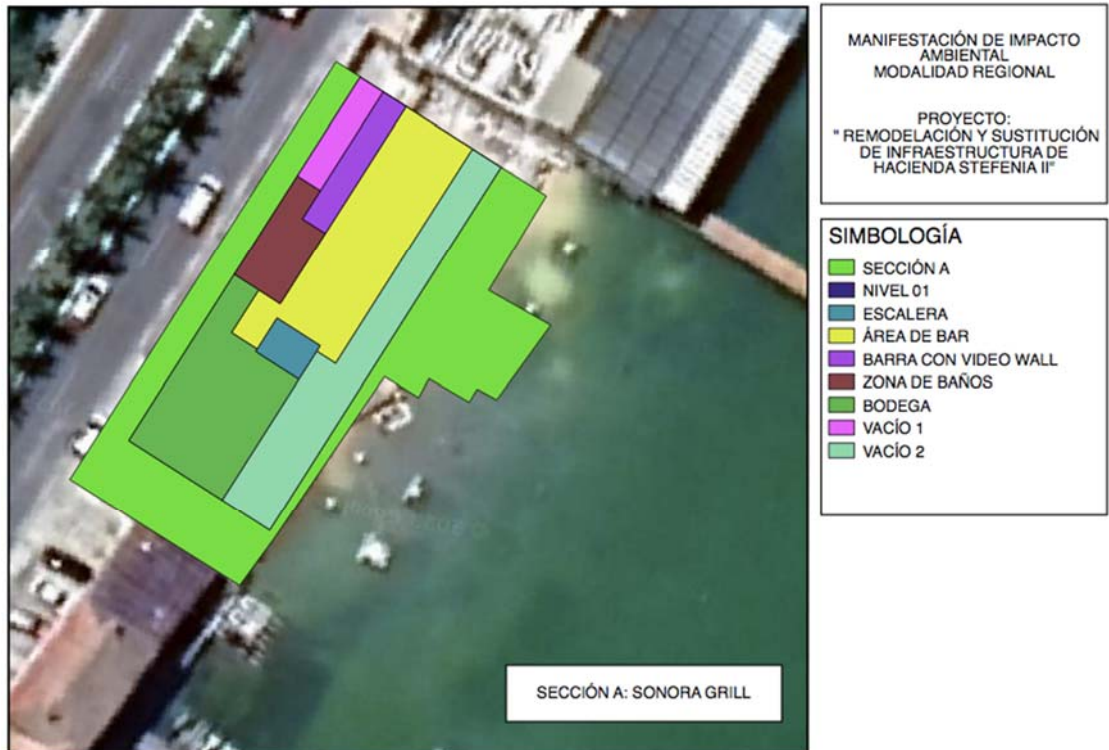 MANIFESTACIÓN DE IMPACTO
AMBIENTAL
MODALIDAD REGIONAL
PROYECTO:
" REMODELACIÓN Y SUSTITUCIÓN
DE INFRAESTRUCTURA DE
HACIENDA STEFENIA II"
SIMBOLOGÍA
SECCIÓN A
NIVEL 01
ESCALERA
ÁREA DE BAR
BARRA CON VIDEO WALL
ZONA DE BAÑOS
BODEGA
VACÍO 1
VACÍO 2
SECCIÓN A: SONORA GRILL